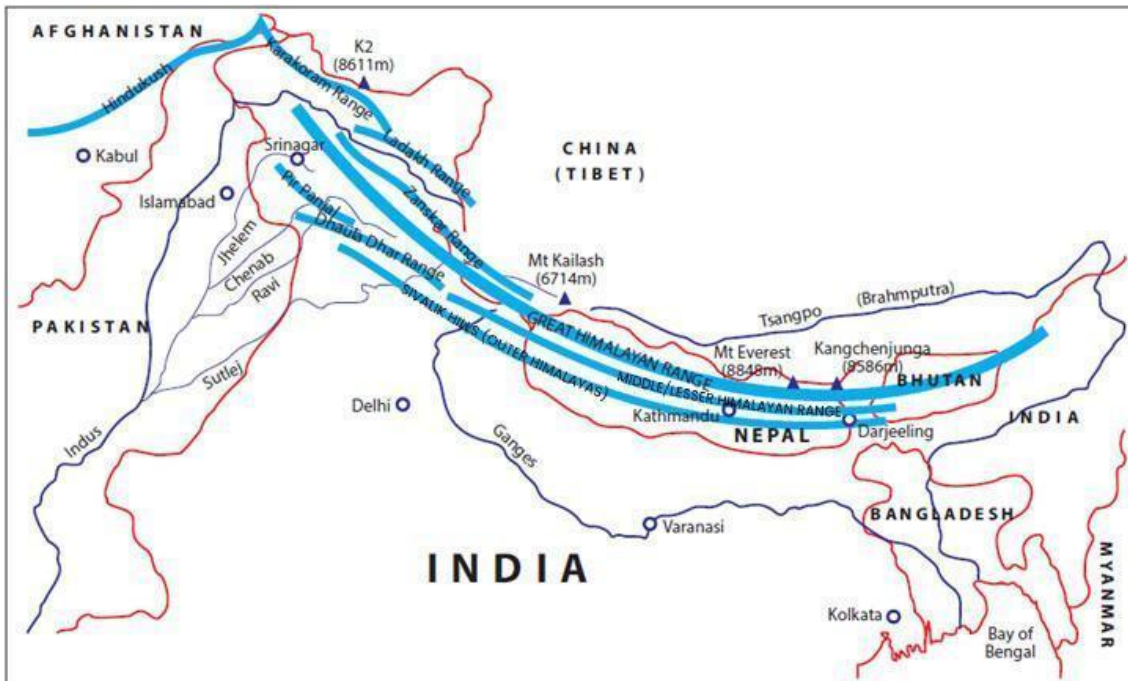 AFGHANISTAN
Hindukush
Karakoram Range
K2
(8611m)
Kabul
Srinagar
Ladakh Range
CHINA
(TIBET)
Islamabad
Pir Panjal
Zanskar Range
Jhelem
Dhaula Dhar Range
Chenab
Ravi
Mt Kailash
(6714m)
PAKISTAN
SIVALIK HILLS (OUTER HIMALAYAS)
GREAT HIMALAYAN RANGE
Tsangpo
(Brahmputra)
Sutlej
Mt Everest
(8848m)
Kangchenjunga
(8586m)
MIDDLE/LESSER HIMALAYAN RANGE
BHUTAN
Delhi
Kathmandu
NEPAL
Darjeeling
INDIA
Indus
Ganges
Varanasi
BANGLADESH
INDIA
Kolkata
Bay of
Bengal
MYANMAR